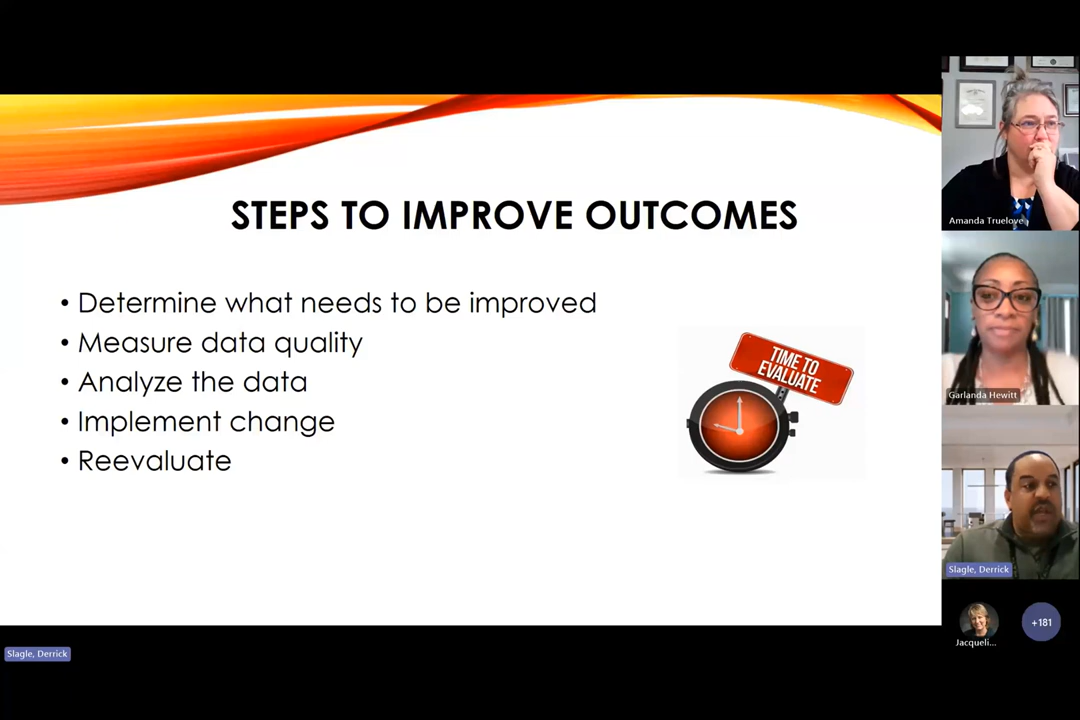 STEPS TO IMPROVE OUTCOMES
• Determine what needs to be improved
• Measure data quality
• Analyze the data
• Implement change
• Reevaluate
TIME TO
EVALUATE
Amanda Truelove
Garlanda Hewitt
Slagle, Derrick
Jacqueli...
+181
Slagle, Derrick